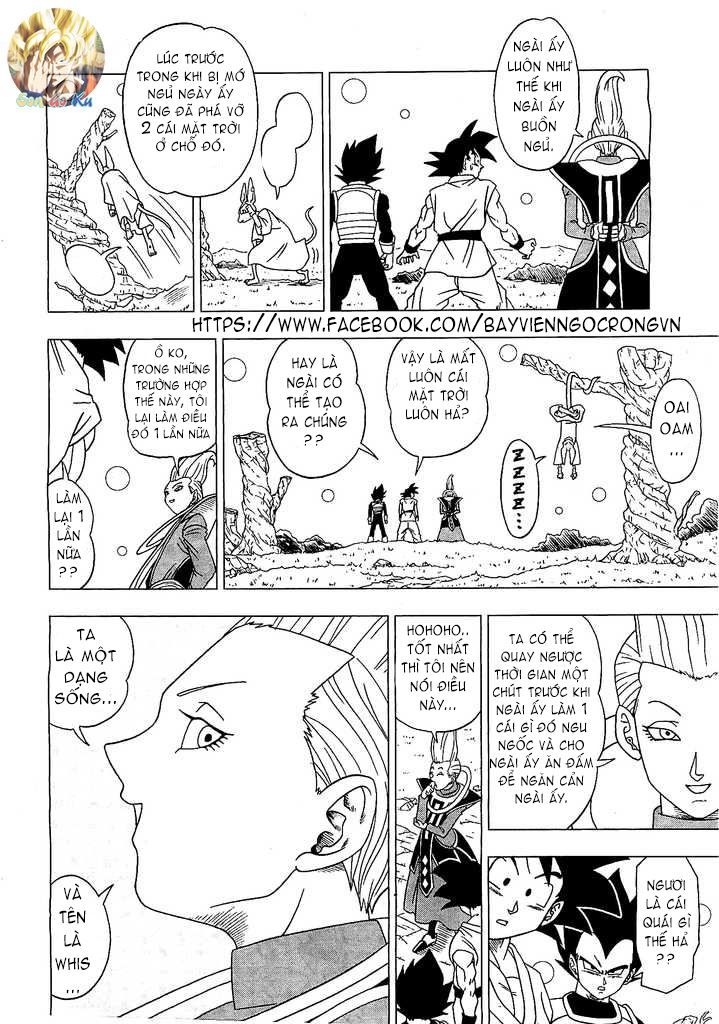 NGÀI ẤY
LUÔN NHƯ
THẾ KHI
NGÀI ẤY
BUỒN
NGỦ.
LÚC TRƯỚC
TRONG KHI BỊ MỚ
NGỦ NGÀY ẤY
CŨNG ĐÃ PHÁ VỠ
2 CÁI MẶT TRỜI
Ở CHỖ ĐÓ.
Son Go Ku
HTTPS://WWW.FACEBOOK.COM/BAYVIENNGOCRONGVN
OAI
OAM
...
ZZZZZ...
VẬY LÀ MẤT
LUÔN CÁI
MẶT TRỜI
LUÔN HẢ?
HAY LÀ
NGÀI CÓ
THỂ TẠO
RA CHÚNG
??
Ồ KO,
TRONG NHỮNG
TRƯỜNG HỢP
THẾ NÀY, TÔI
LẠI LÀM ĐIỀU
ĐÓ 1 LẦN NỮA
LÀM
LẠI 1
LẦN
NỮA
??
TA CÓ THỂ
QUAY NGƯỢC
THỜI GIAN MỘT
CHÚT TRƯỚC KHI
NGÀI ẤY LÀM 1
CÁI GÌ ĐÓ NGU
NGỐC VÀ CHO
NGÀI ẤY ĂN ĐẤM
ĐỂ NGĂN CẢN
NGÀI ẤY.
NGƯƠI
LÀ CÁI
QUÁI GÌ
THẾ HẢ
??
HOHOHO..
TỐT NHẤT
THÌ TÔI NÊN
NÓI ĐIỀU
NÀY...
TA
LÀ MỘT
DẠNG
SỐNG...
VÀ
TÊN
LÀ
WHIS
...